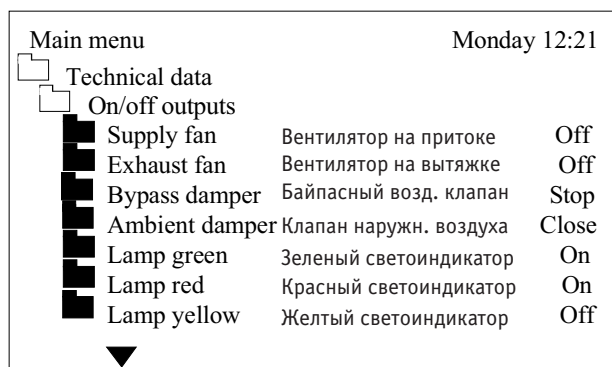 Main menu Monday 12:21
Technical data
On/off outputs
Supply fan Вентилятор на притоке Off
Exhaust fan Вентилятор на вытяжке Off
Bypass damper Байпасный возд. клапан Stop
Ambient damper Клапан наружн. воздуха Close
Lamp green Зеленый светоиндикатор On
Lamp red Красный светоиндикатор On
Lamp yellow Желтый светоиндикатор Off